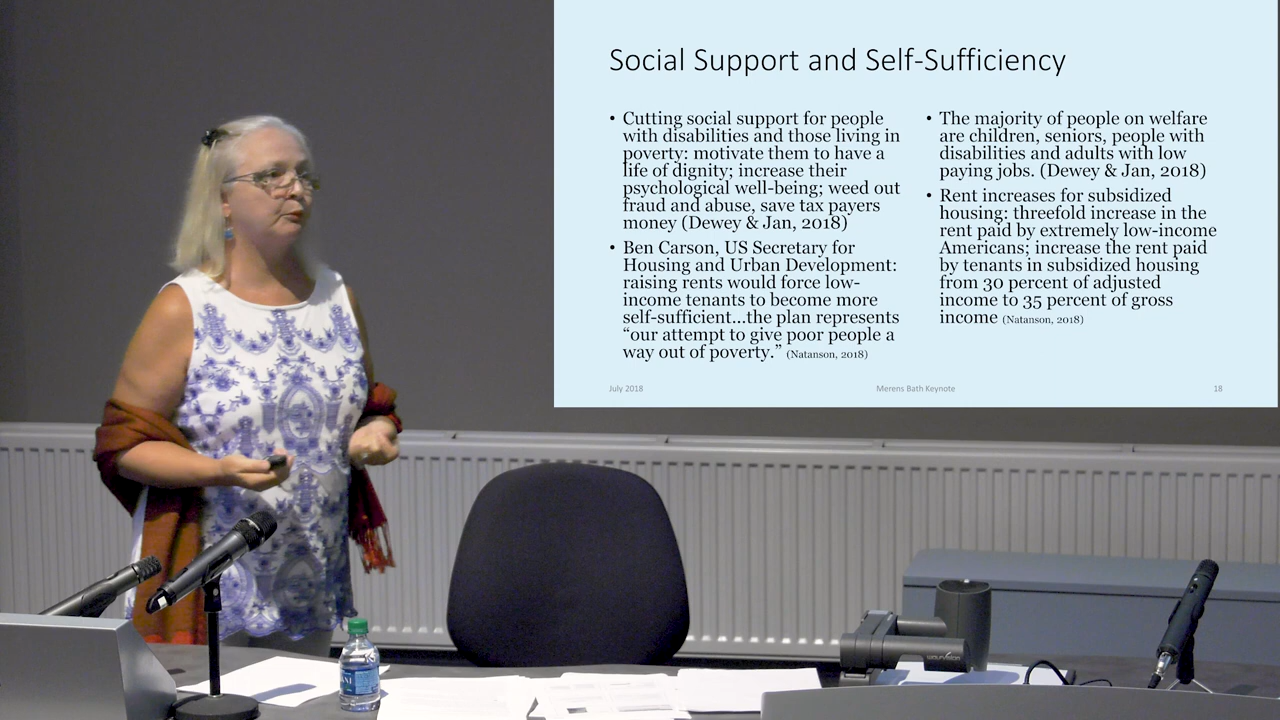 Social Support and Self-Sufficiency
• Cutting social support for people
with disabilities and those living in
poverty: motivate them to have a
life of dignity; increase their
psychological well-being; weed out
fraud and abuse, save tax payers
money (Dewey & Jan, 2018)
• Ben Carson, US Secretary for
Housing and Urban Development:
raising rents would force low-
income tenants to become more
self-sufficient...the plan represents
“our attempt to give poor people a
way out of poverty.” (Natanson, 2018)
• The majority of people on welfare
are children, seniors, people with
disabilities and adults with low
paying jobs. (Dewey & Jan, 2018)
• Rent increases for subsidized
housing: threefold increase in the
rent paid by extremely low-income
Americans; increase the rent paid
by tenants in subsidized housing
from 30 percent of adjusted
income to 35 percent of gross
income (Natanson, 2018)
July 2018
Merens Bath Keynote
18
wolfvision